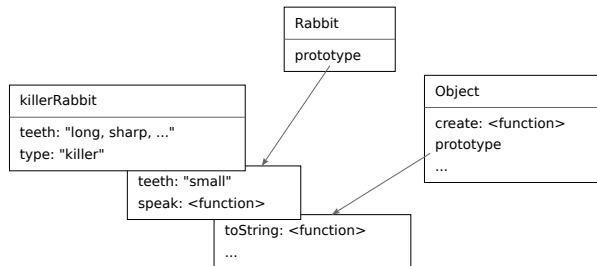 Rabbit
prototype
killerRabbit
teeth: "long, sharp, ..."
type: "killer"
Object
create: <function>
prototype
...
teeth: "small"
speak: <function>
toString: <function>
...